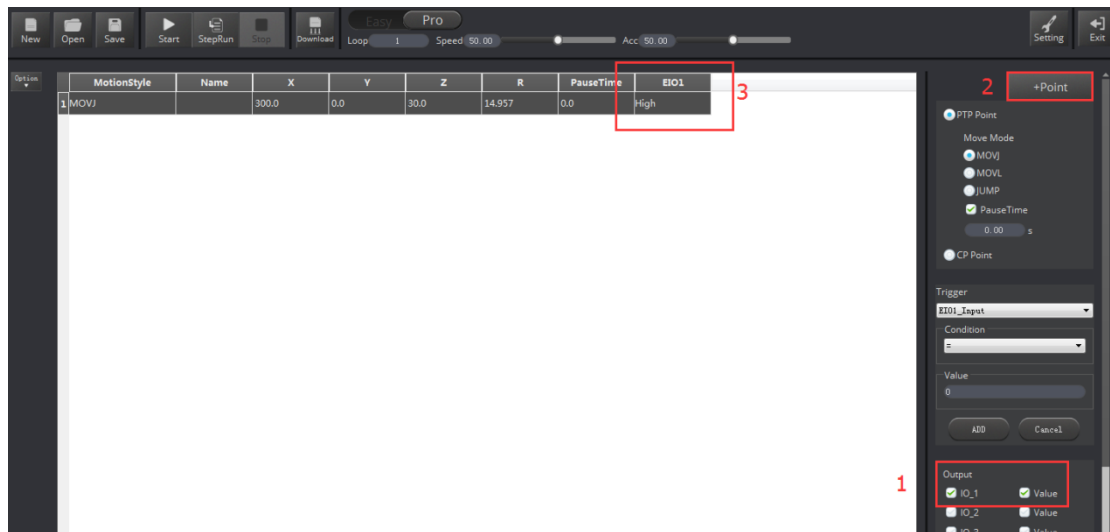 Easy Pro
New Open Save Start StepRun Stop Download Loop 1 Speed 50.00 Acc 50.00 Setting Exit
Option
MotionStyle Name X Y Z R PauseTime EIO1
1 MOVJ 300.0 0.0 30.0 14.957 0.0 High
3
2 +Point
PTP Point
Move Mode
MOVJ
MOVL
JUMP
PauseTime
0.00 s
CP Point
Trigger
EIO1_Input
Condition
=
Value
0
ADD Cancel
1
Output
IO_1 Value
IO_2 Value